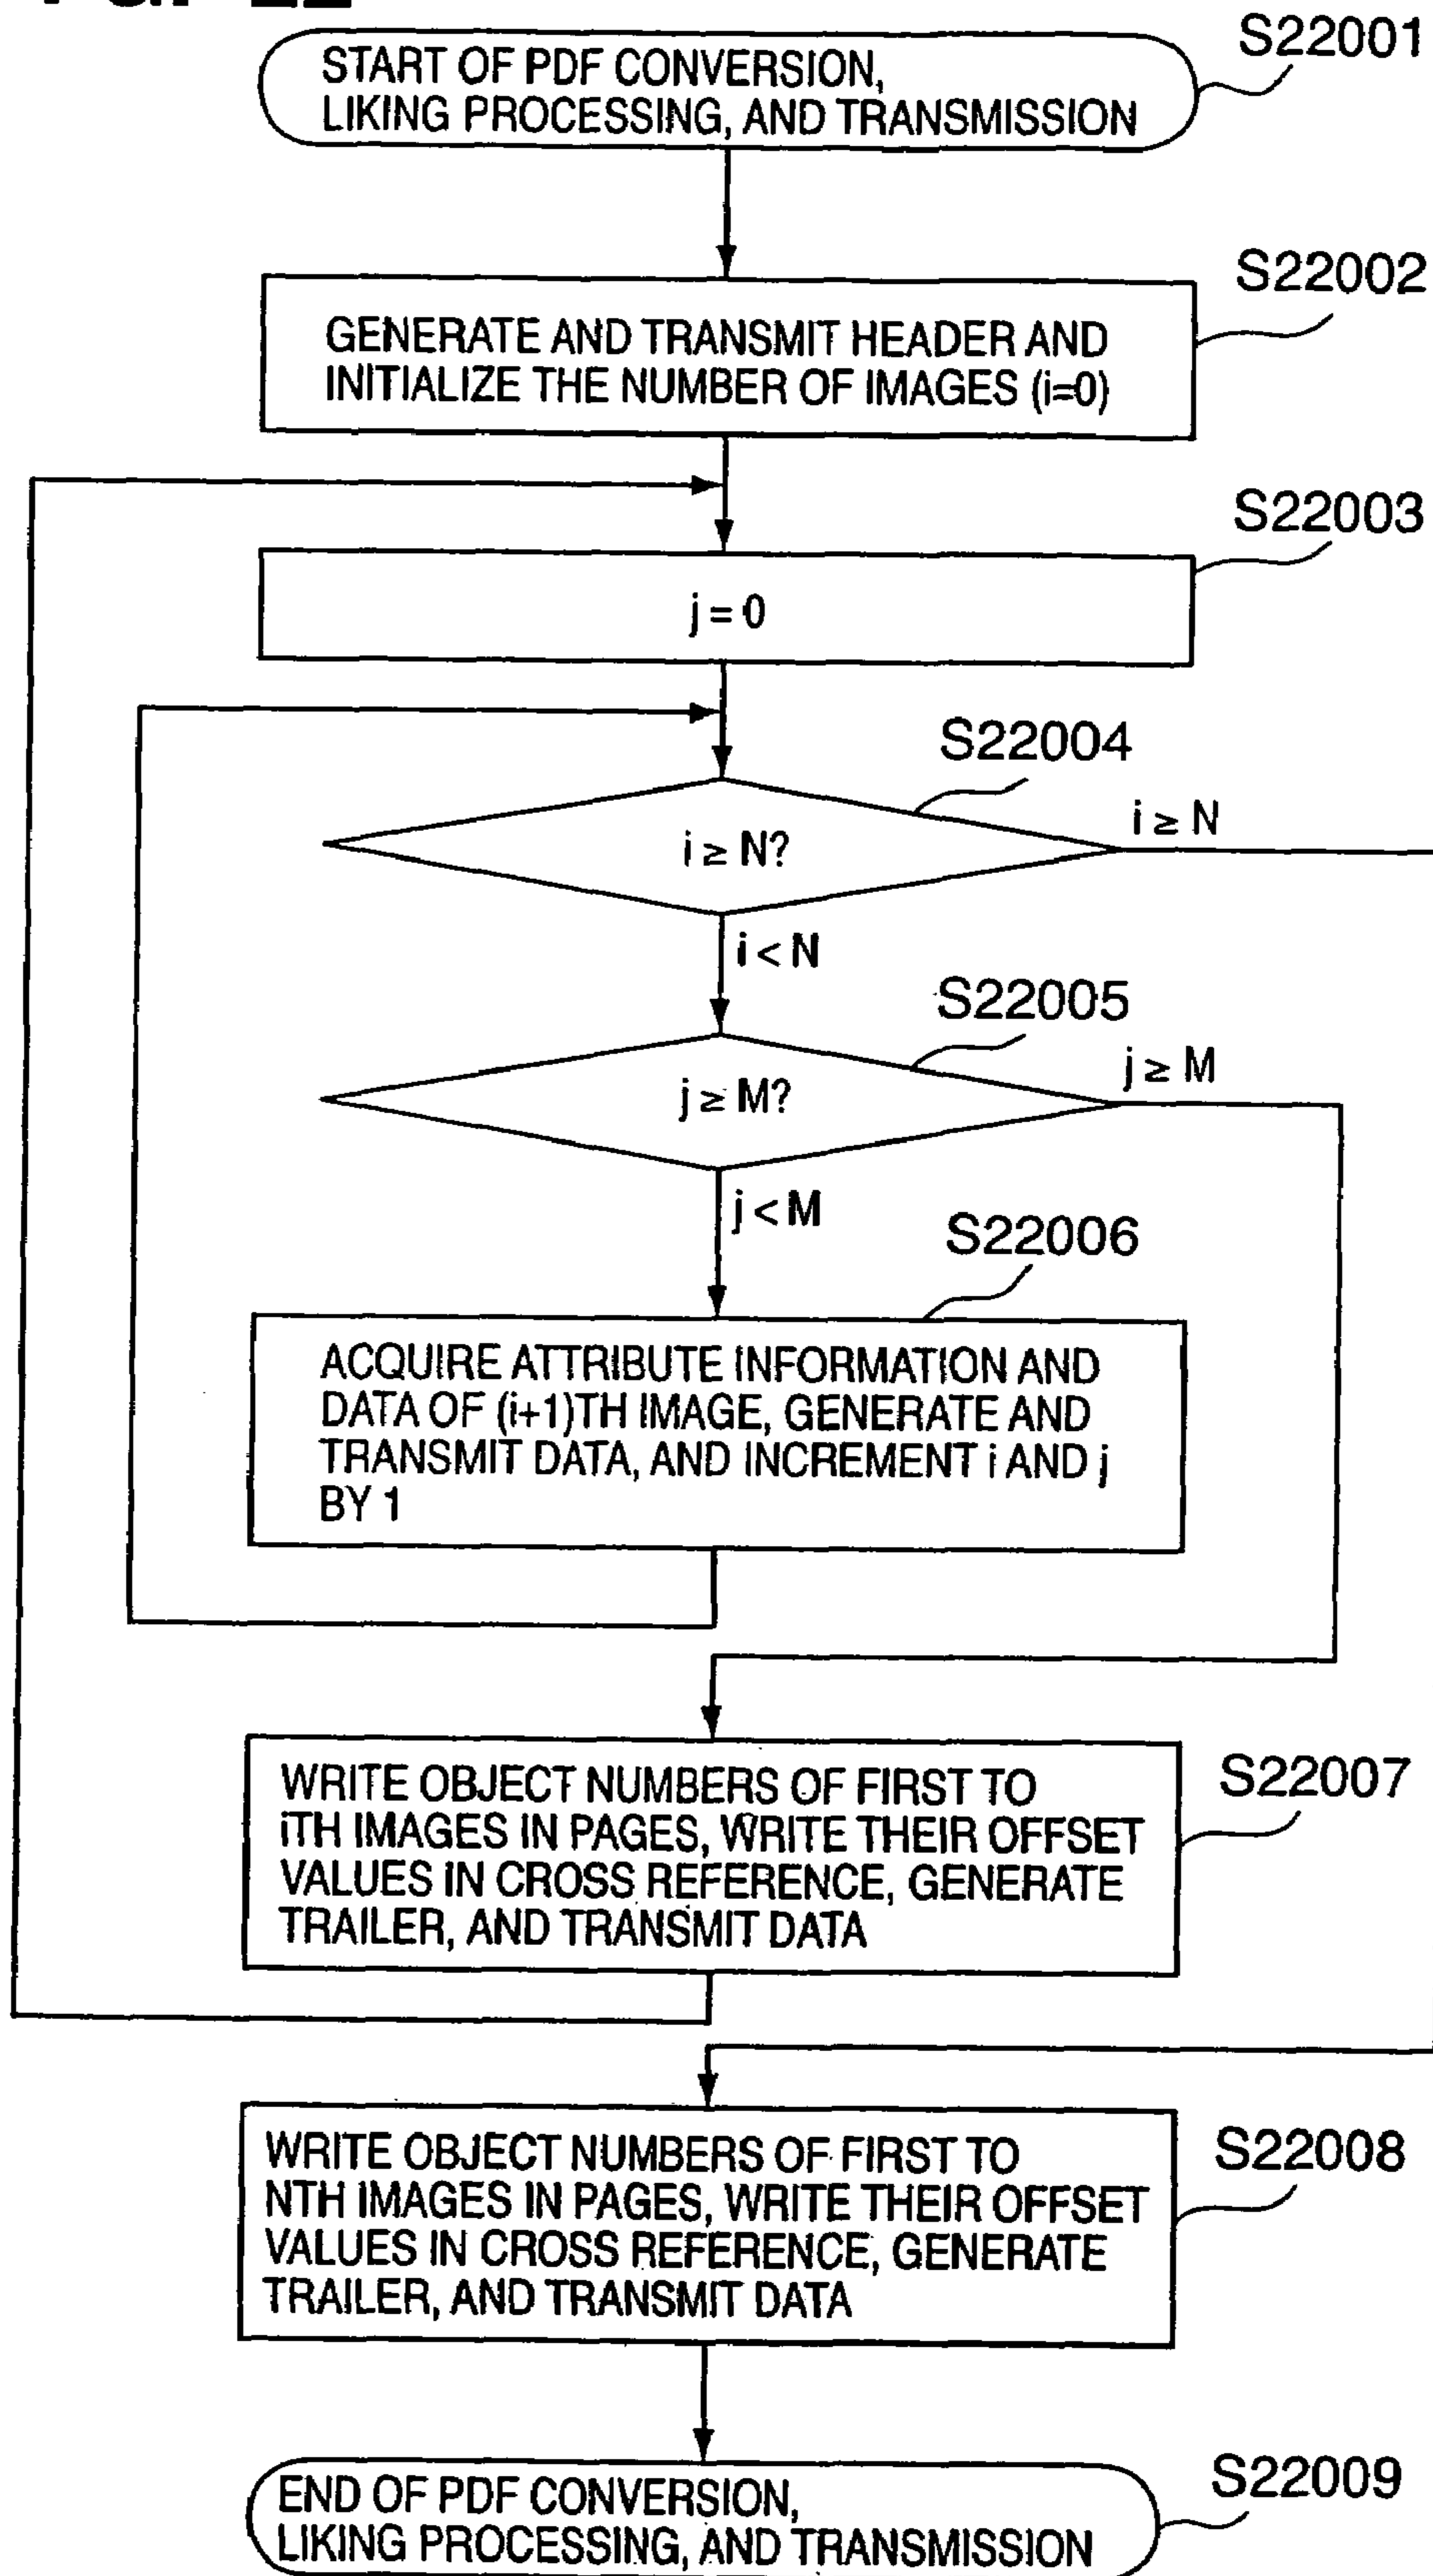 START OF PDF CONVERSION,
LIKING PROCESSING, AND TRANSMISSION
S22001
GENERATE AND TRANSMIT HEADER AND
INITIALIZE THE NUMBER OF IMAGES (i=0)
S22002
j = 0
S22003
i ≥ N?
S22004
i ≥ N
i < N
j ≥ M?
S22005
j ≥ M
j < M
S22006
ACQUIRE ATTRIBUTE INFORMATION AND
DATA OF (i+1)TH IMAGE, GENERATE AND
TRANSMIT DATA, AND INCREMENT i AND j
BY 1
WRITE OBJECT NUMBERS OF FIRST TO
iTH IMAGES IN PAGES, WRITE THEIR OFFSET
VALUES IN CROSS REFERENCE, GENERATE
TRAILER, AND TRANSMIT DATA
S22007
WRITE OBJECT NUMBERS OF FIRST TO
NTH IMAGES IN PAGES, WRITE THEIR OFFSET
VALUES IN CROSS REFERENCE, GENERATE
TRAILER, AND TRANSMIT DATA
S22008
END OF PDF CONVERSION,
LIKING PROCESSING, AND TRANSMISSION
S22009